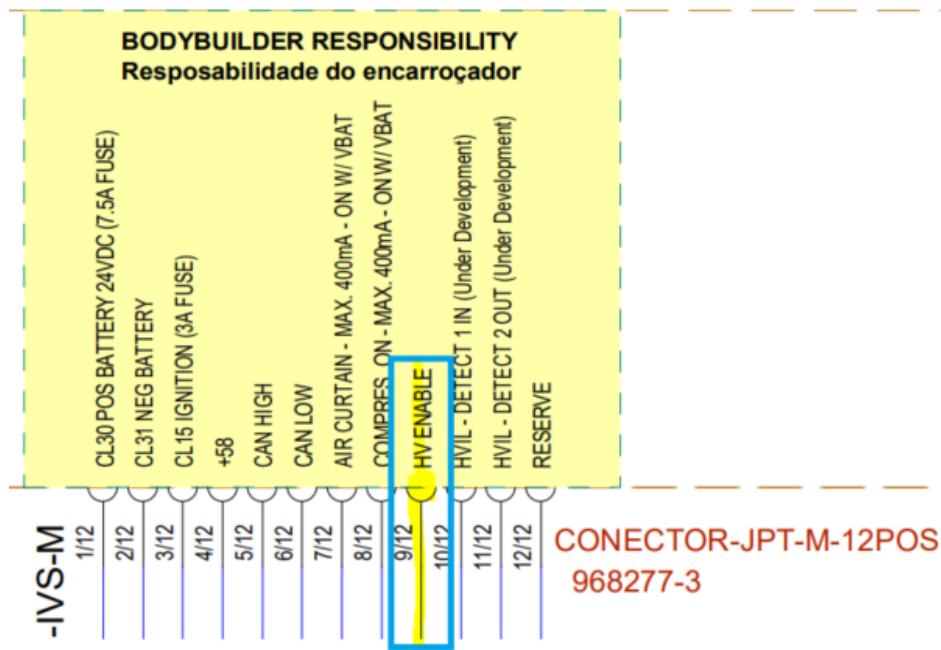 BODYBUILDER RESPONSIBILITY
Resposabilidade do encarroçador
CL30 POS BATTERY 24VDC (7.5A FUSE)
CL31 NEG BATTERY
CL15 IGNITION (3A FUSE)
+58
CAN HIGH
CAN LOW
AIR CURTAIN - MAX. 400mA - ON W/ VBAT
COMPRES. ON - MAX. 400mA - ON W/ VBAT
HV ENABLE
HVIL - DETECT 1 IN (Under Development)
HVIL - DETECT 2 OUT (Under Development)
RESERVE
-IVS-M
1/12
2/12
3/12
4/12
5/12
6/12
7/12
8/12
9/12
10/12
11/12
12/12
CONECTOR-JPT-M-12POS
968277-3